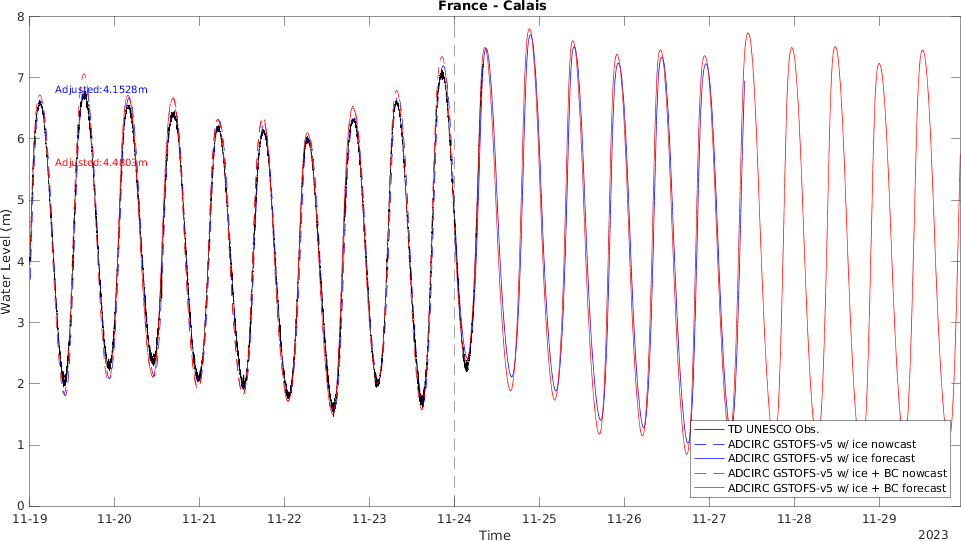 France - Calais
8
7
6
5
4
3
2
1
0
Water Level (m)
Adjusted:4.1528m
Adjusted:4.4803m
TD UNESCO Obs.
ADCIRC GSTOFS-v5 w/ ice nowcast
ADCIRC GSTOFS-v5 w/ ice forecast
ADCIRC GSTOFS-v5 w/ ice + BC nowcast
ADCIRC GSTOFS-v5 w/ ice + BC forecast
11-19 11-20 11-21 11-22 11-23 11-24 11-25 11-26 11-27 11-28 11-29
Time
2023